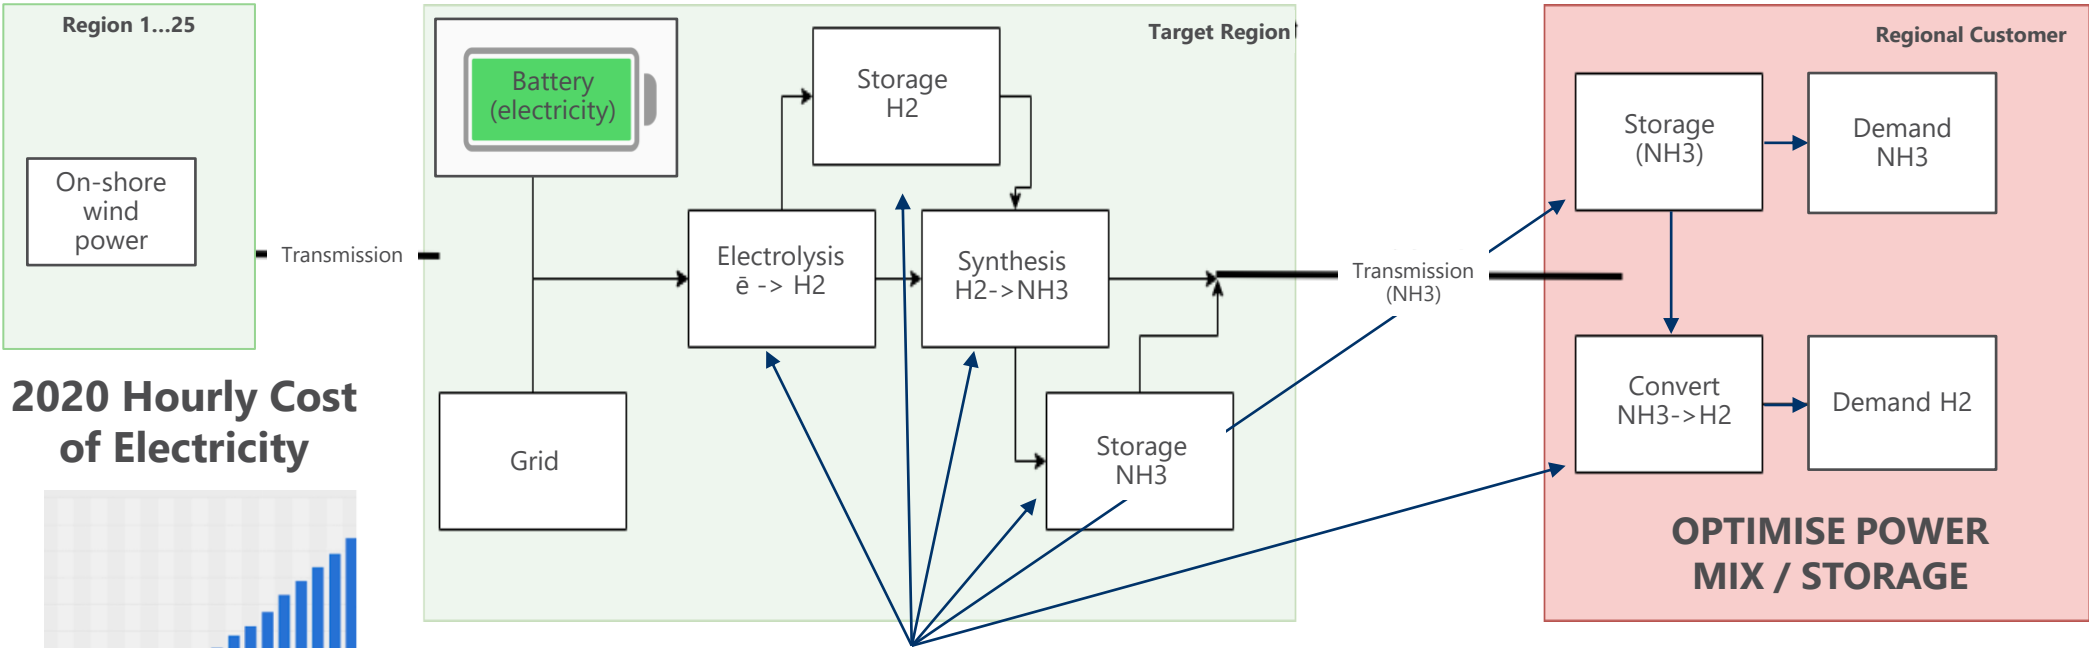 Region 1...25
On-shore
wind
power
Transmission
2020 Hourly Cost
of Electricity
Target Region
Battery
(electricity)
Storage
H2
Electrolysis
ē -> H2
Synthesis
H2->NH3
Grid
Storage
NH3
Transmission
(NH3)
Regional Customer
Storage
(NH3)
Demand
NH3
Convert
NH3->H2
Demand H2
OPTIMISE POWER
MIX / STORAGE